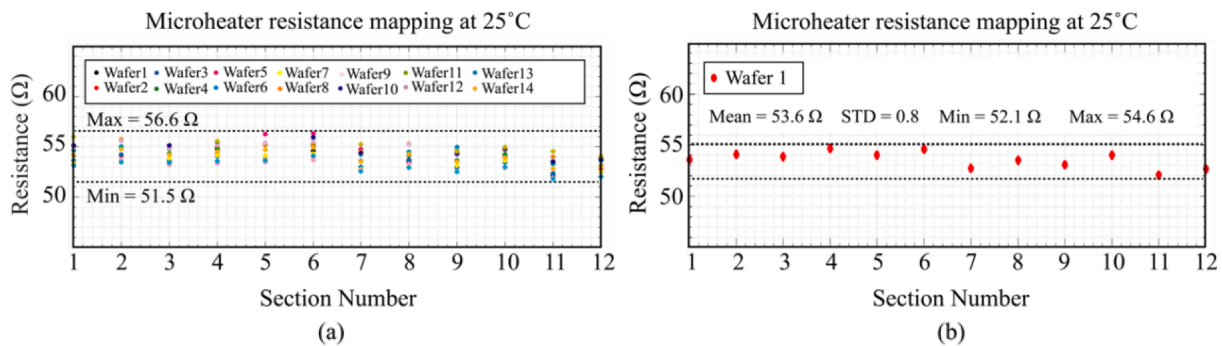 Microheater resistance mapping at 25˚C
Wafer1 Wafer3 Wafer5 Wafer7 Wafer9 Wafer11 Wafer13
Wafer2 Wafer4 Wafer6 Wafer8 Wafer10 Wafer12 Wafer14
Max = 56.6 Ω
Min = 51.5 Ω
60
55
50
Resistance (Ω)
1 2 3 4 5 6 7 8 9 10 11 12
Section Number
(a)
Microheater resistance mapping at 25˚C
Wafer 1
Mean = 53.6 Ω STD = 0.8 Min = 52.1 Ω Max = 54.6 Ω
60
55
50
Resistance (Ω)
1 2 3 4 5 6 7 8 9 10 11 12
Section Number
(b)